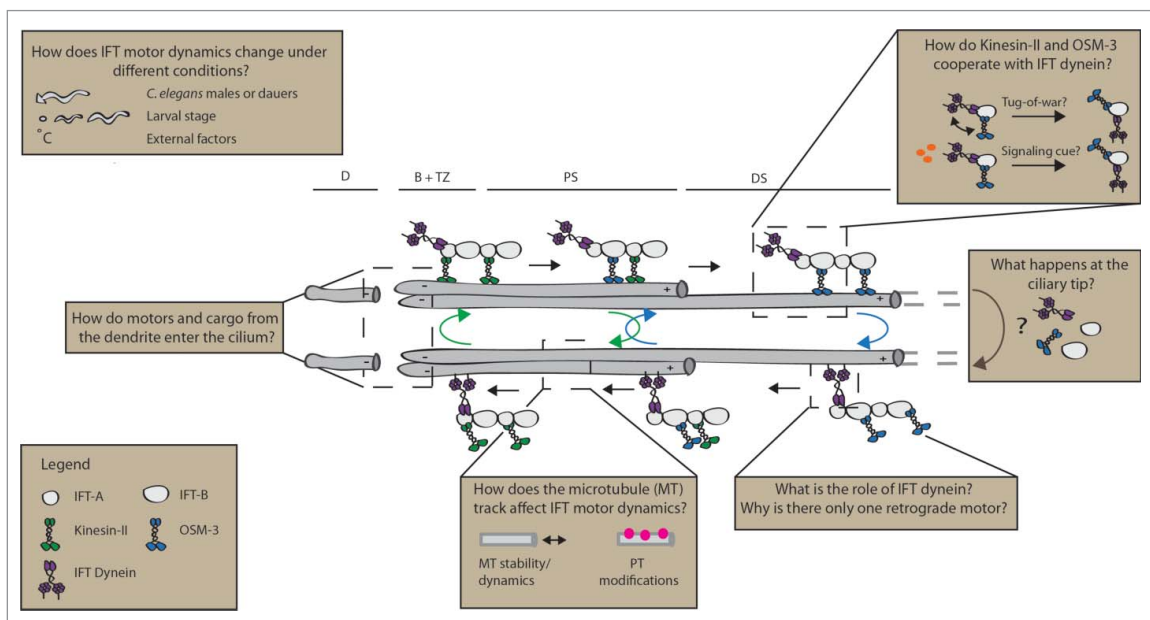 How does IFT motor dynamics change under
different conditions?
C. elegans males or dauers
Larval stage
°C
External factors
How do Kinesin-II and OSM-3
cooperate with IFT dynein?
Tug-of-war?
Signaling cue?
D
B + TZ
PS
DS
What happens at the
ciliary tip?
?
How do motors and cargo from
the dendrite enter the cilium?
-
-
-
+
+
-
-
-
+
+
Legend
IFT-A
IFT-B
Kinesin-II
OSM-3
IFT Dynein
How does the microtubule (MT)
track affect IFT motor dynamics?
MT stability/
dynamics
PT
modifications
What is the role of IFT dynein?
Why is there only one retrograde motor?